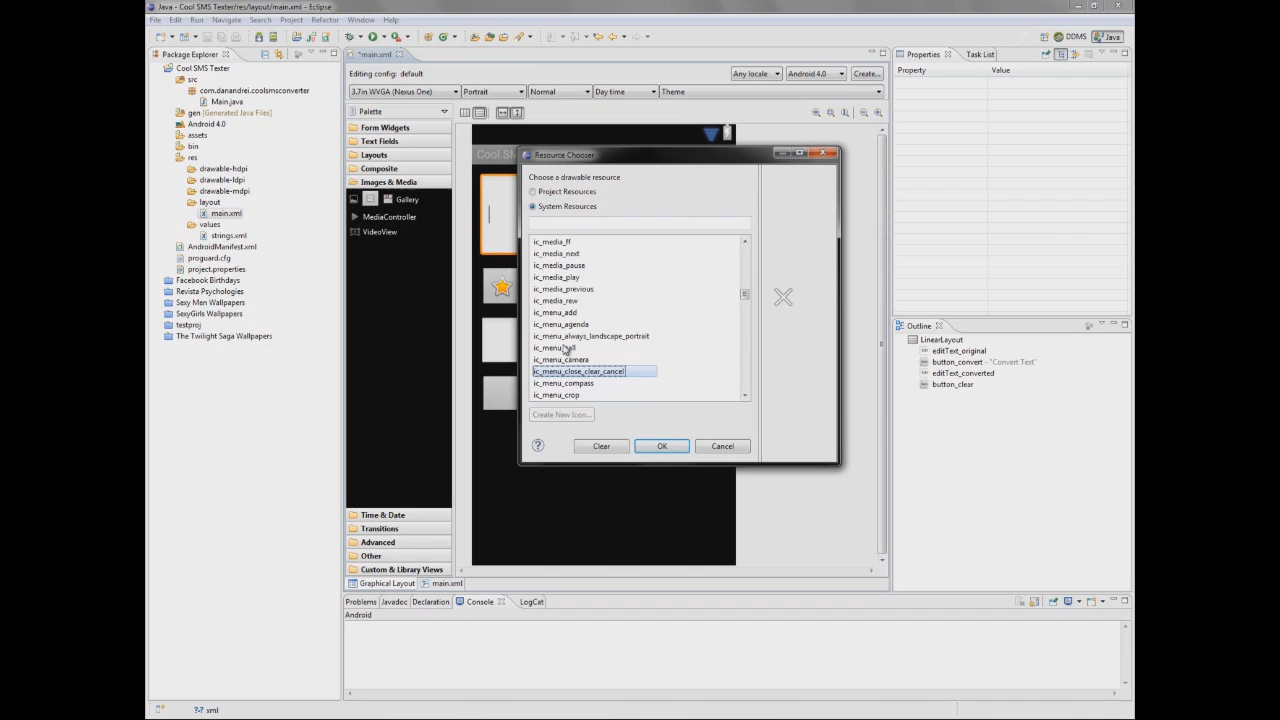 Java - Cool SMS Texter/res/layout/main.xml - Eclipse
File Edit Run Navigate Search Project Refactor Window Help
DDMS Java
Package Explorer
Cool SMS Texter
src
com.danandrei.coolsmsconverter
Main.java
gen [Generated Java Files]
Android 4.0
assets
bin
res
drawable-hdpi
drawable-ldpi
drawable-mdpi
layout
main.xml
values
strings.xml
AndroidManifest.xml
proguard.cfg
project.properties
Facebook Birthdays
Revista Psychologies
Sexy Men Wallpapers
SexyGirls Wallpapers
testproj
The Twilight Saga Wallpapers
*main.xml
Editing config: default
Any locale Android 4.0 Create...
3.7in WVGA (Nexus One) Portrait Normal Day time Theme
Palette
Form Widgets
Text Fields
Layouts
Composite
Images & Media
Gallery
MediaController
VideoView
Time & Date
Transitions
Advanced
Other
Custom & Library Views
Graphical Layout main.xml
Cool SM
Resource Chooser
Choose a drawable resource
Project Resources
System Resources
ic_media_ff
ic_media_next
ic_media_pause
ic_media_play
ic_media_previous
ic_media_rew
ic_menu_add
ic_menu_agenda
ic_menu_always_landscape_portrait
ic_menu_camera
ic_menu_close_clear_cancel
ic_menu_compass
ic_menu_crop
Create New Icon...
Clear OK Cancel
Properties Task List
Property Value
Outline
LinearLayout
editText_original
button_convert - "Convert Text"
editText_converted
button_clear
Problems Javadoc Declaration Console LogCat
Android
xml